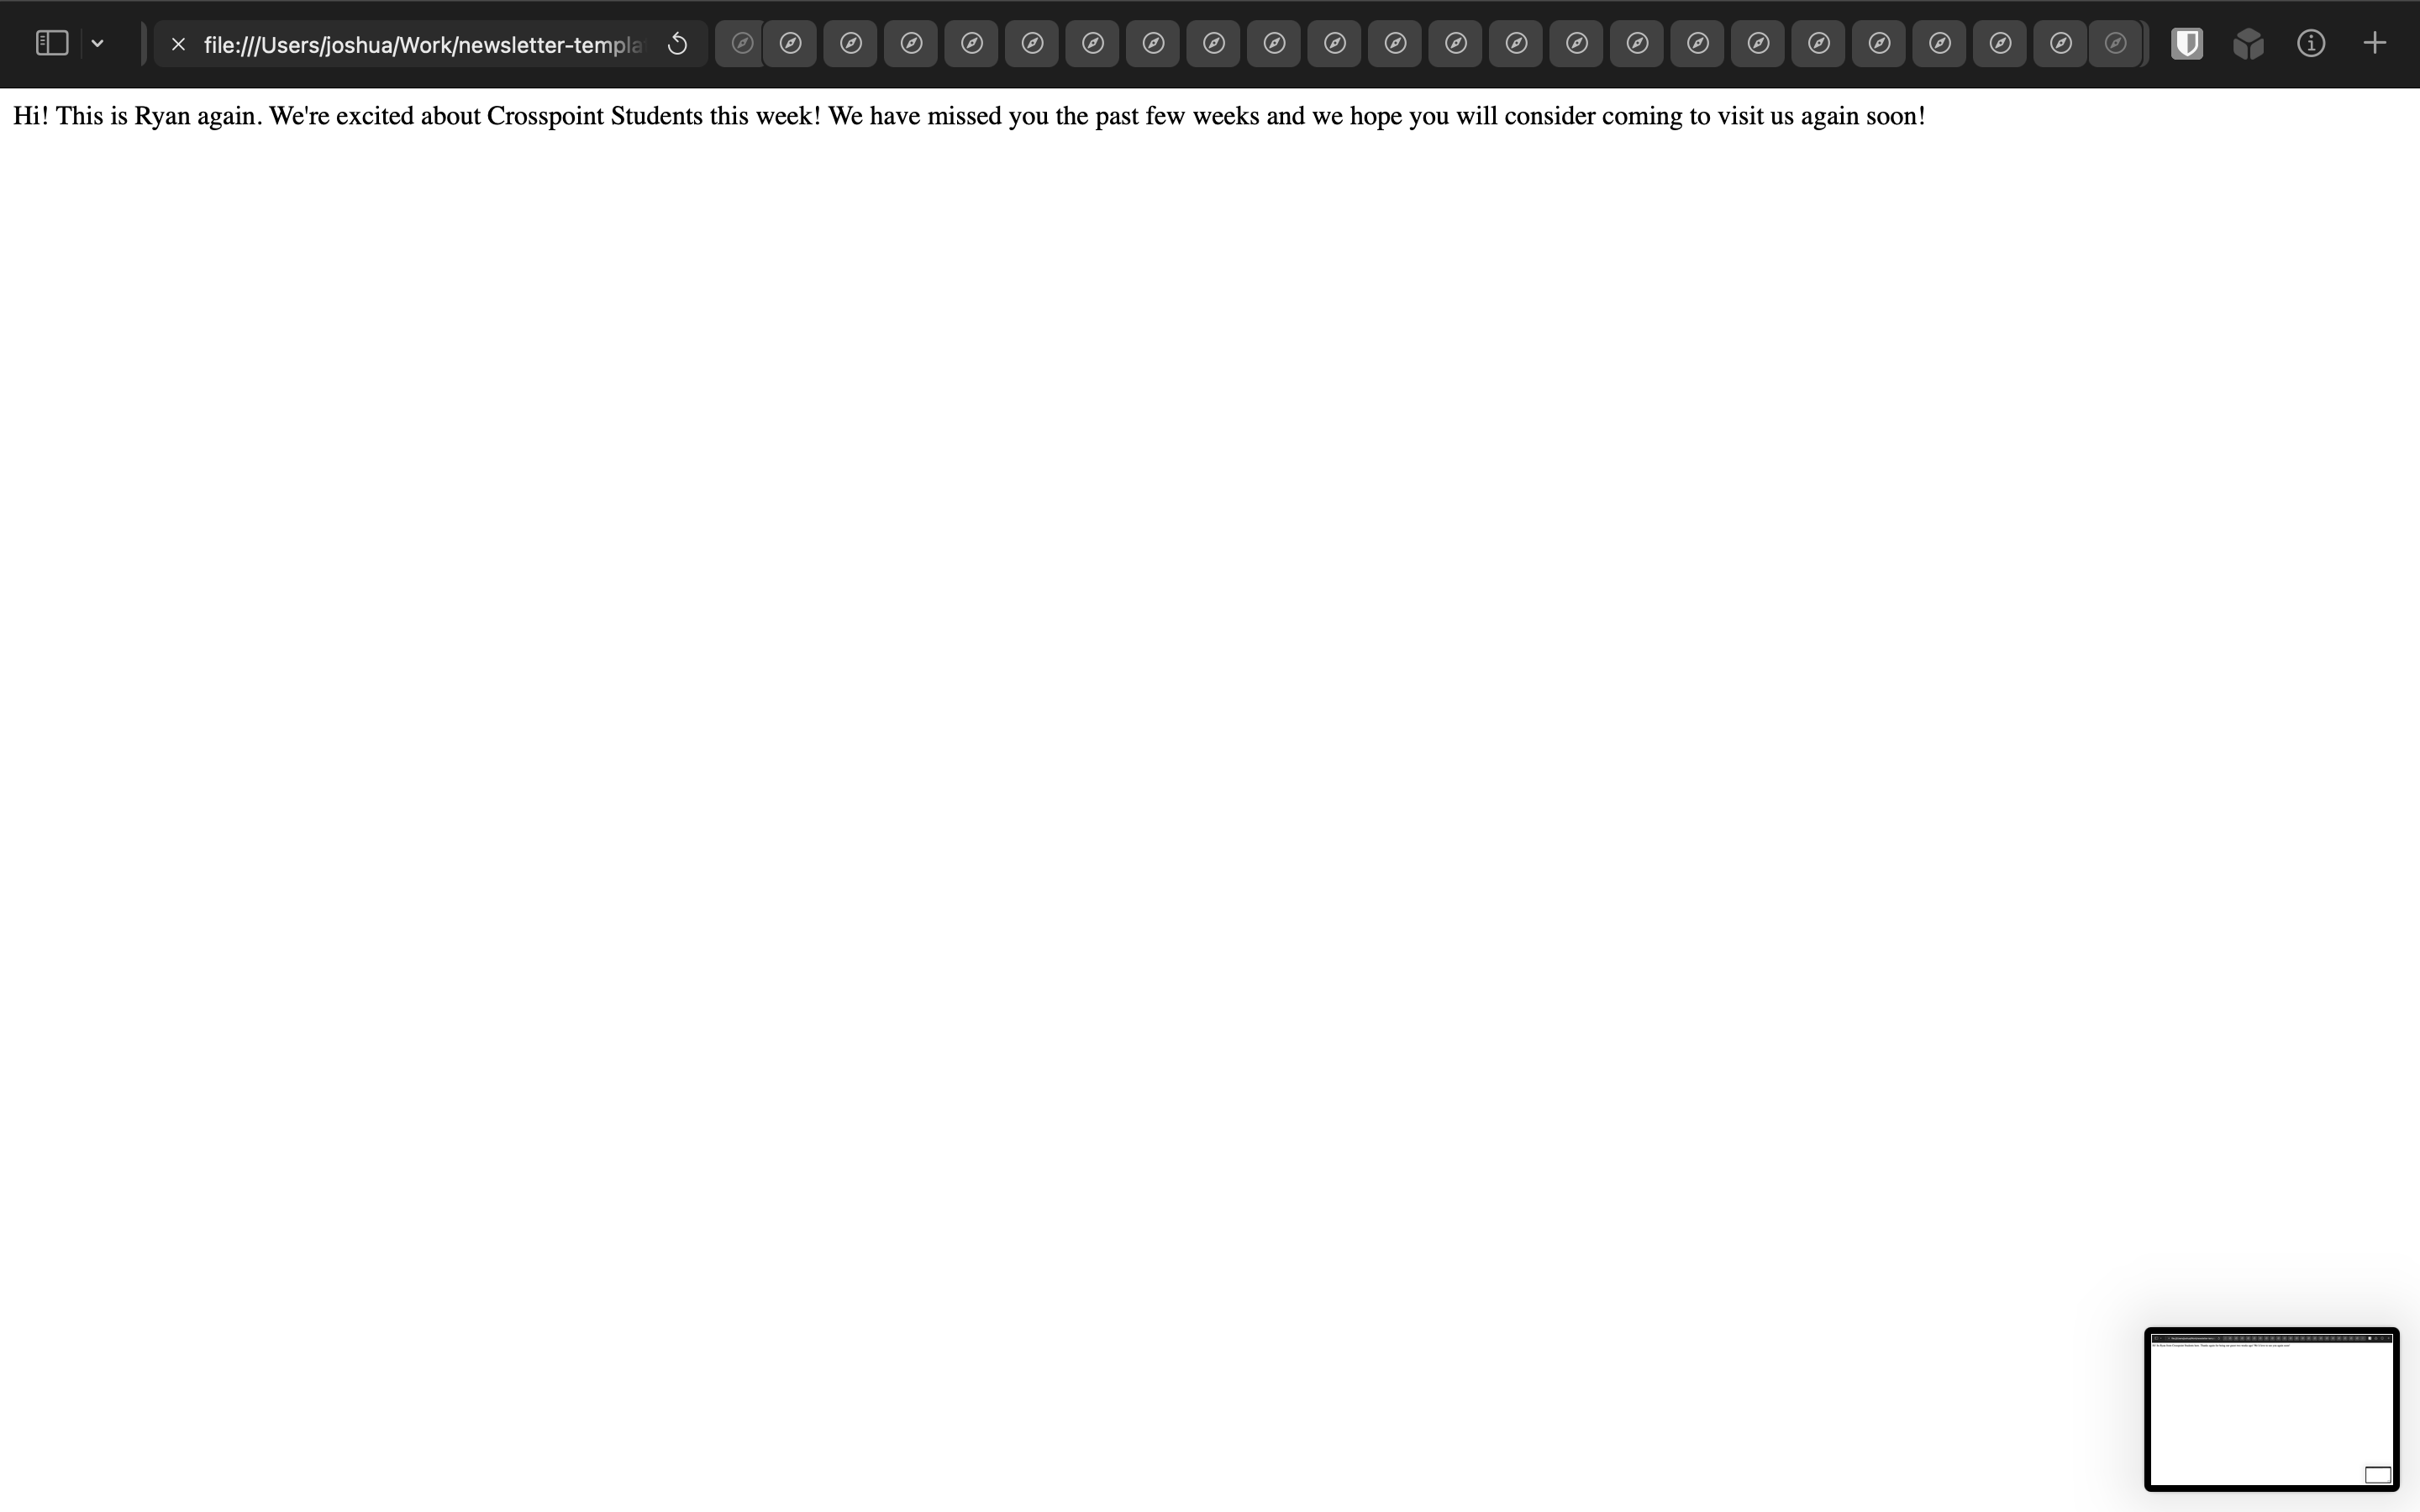 file:///Users/joshua/Work/newsletter-templa
Hi! This is Ryan again. We're excited about Crosspoint Students this week! We have missed you the past few weeks and we hope you will consider coming to visit us again soon!